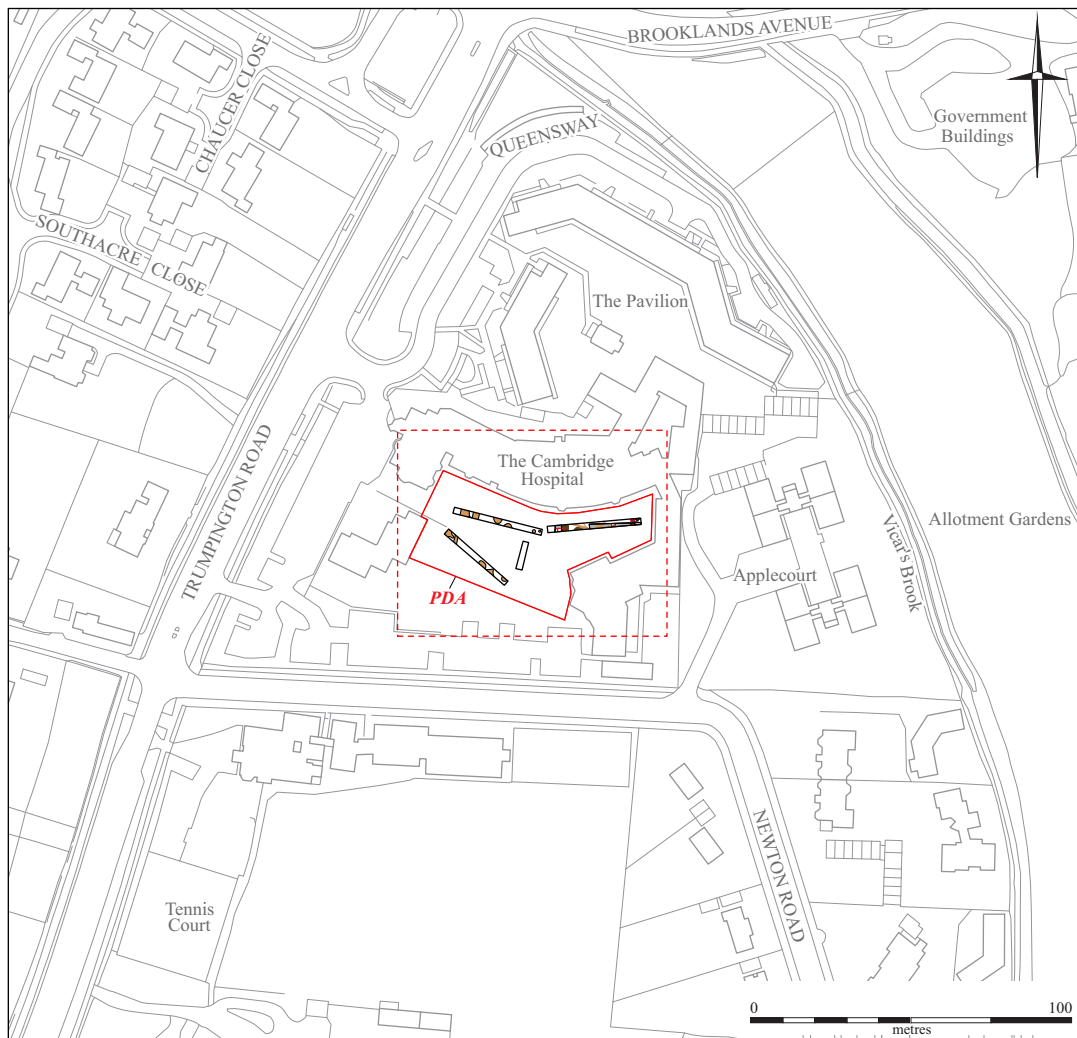 BROOKLANDS AVENUE
CHAUCER CLOSE
QUEENSWAY
Government
Buildings
SOUTHACRE CLOSE
The Pavilion
TRUMPINGTON ROAD
The Cambridge
Hospital
Vicar's Brook
Allotment Gardens
Applecourt
PDA
NEWTON ROAD
Tennis
Court
0
100
metres